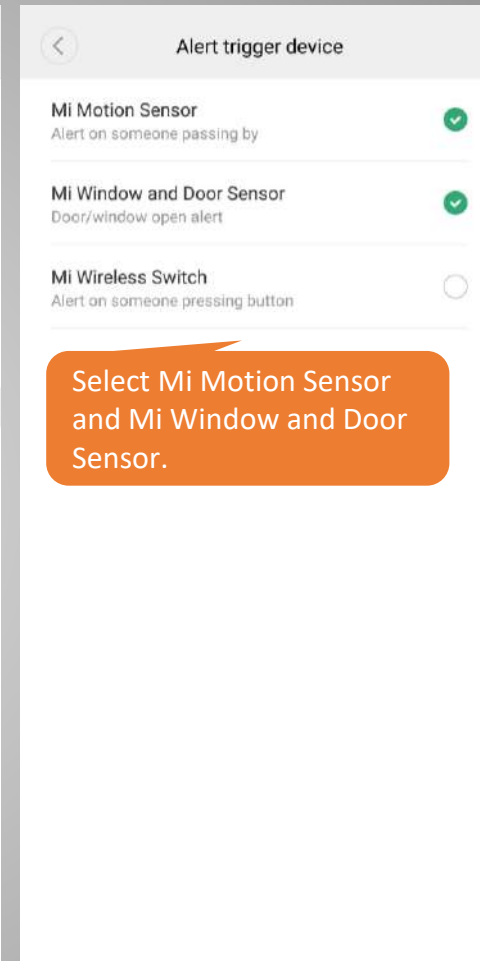 Alert trigger device
Mi Motion Sensor
Alert on someone passing by
Mi Window and Door Sensor
Door/window open alert
Mi Wireless Switch
Alert on someone pressing button
Select Mi Motion Sensor
and Mi Window and Door
Sensor.